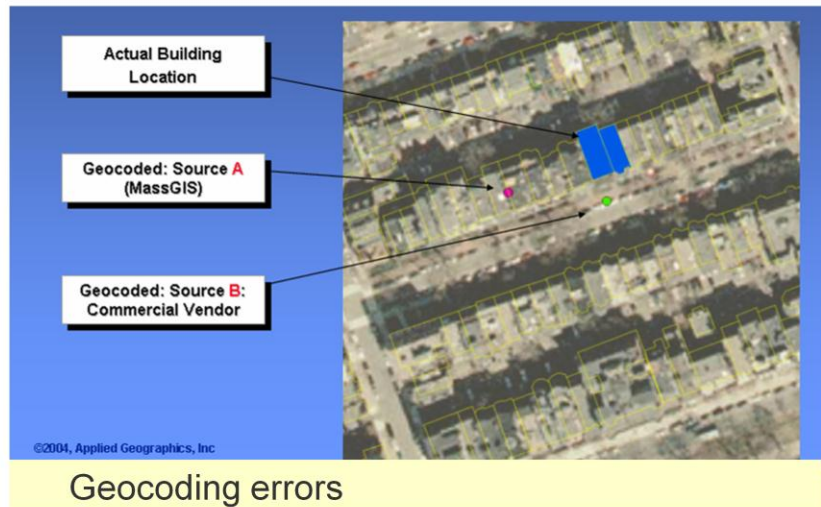 Actual Building
Location
Geocoded: Source A
(MassGIS)
Geocoded: Source B:
Commercial Vendor
©2004, Applied Geographics, Inc
Geocoding errors